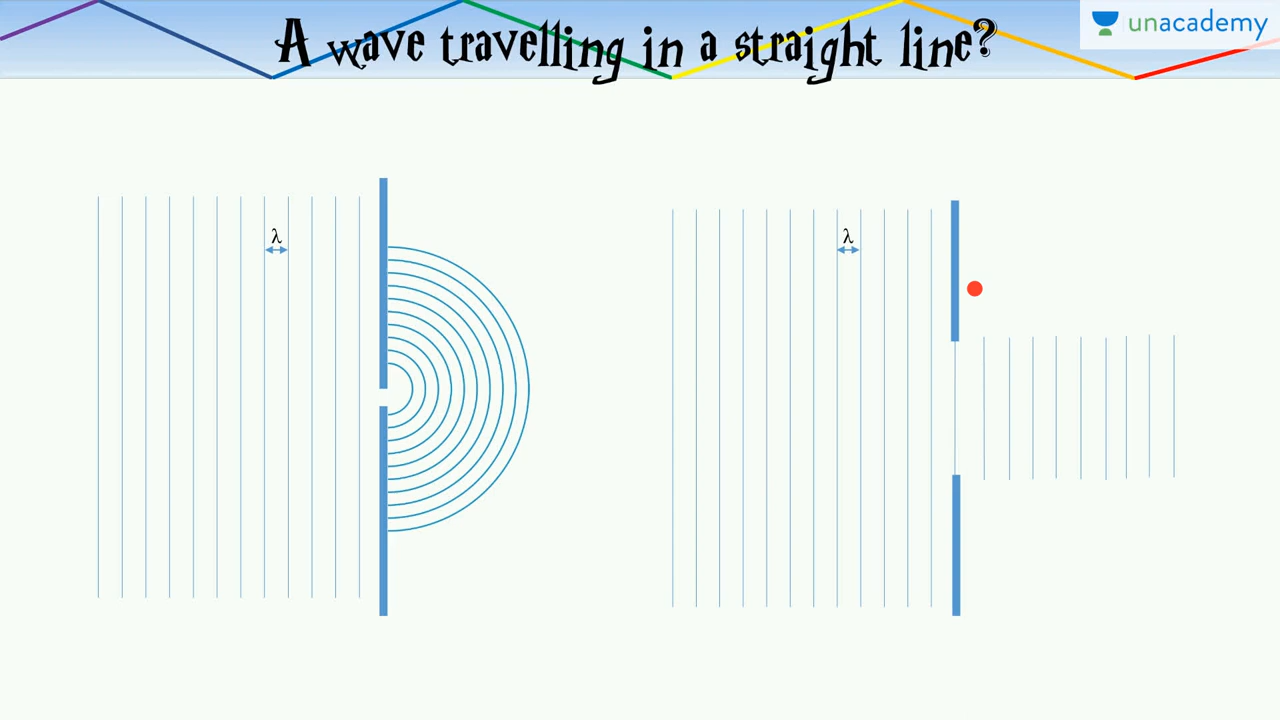 A wave travelling in a straight line?
unacademy
λ
λ